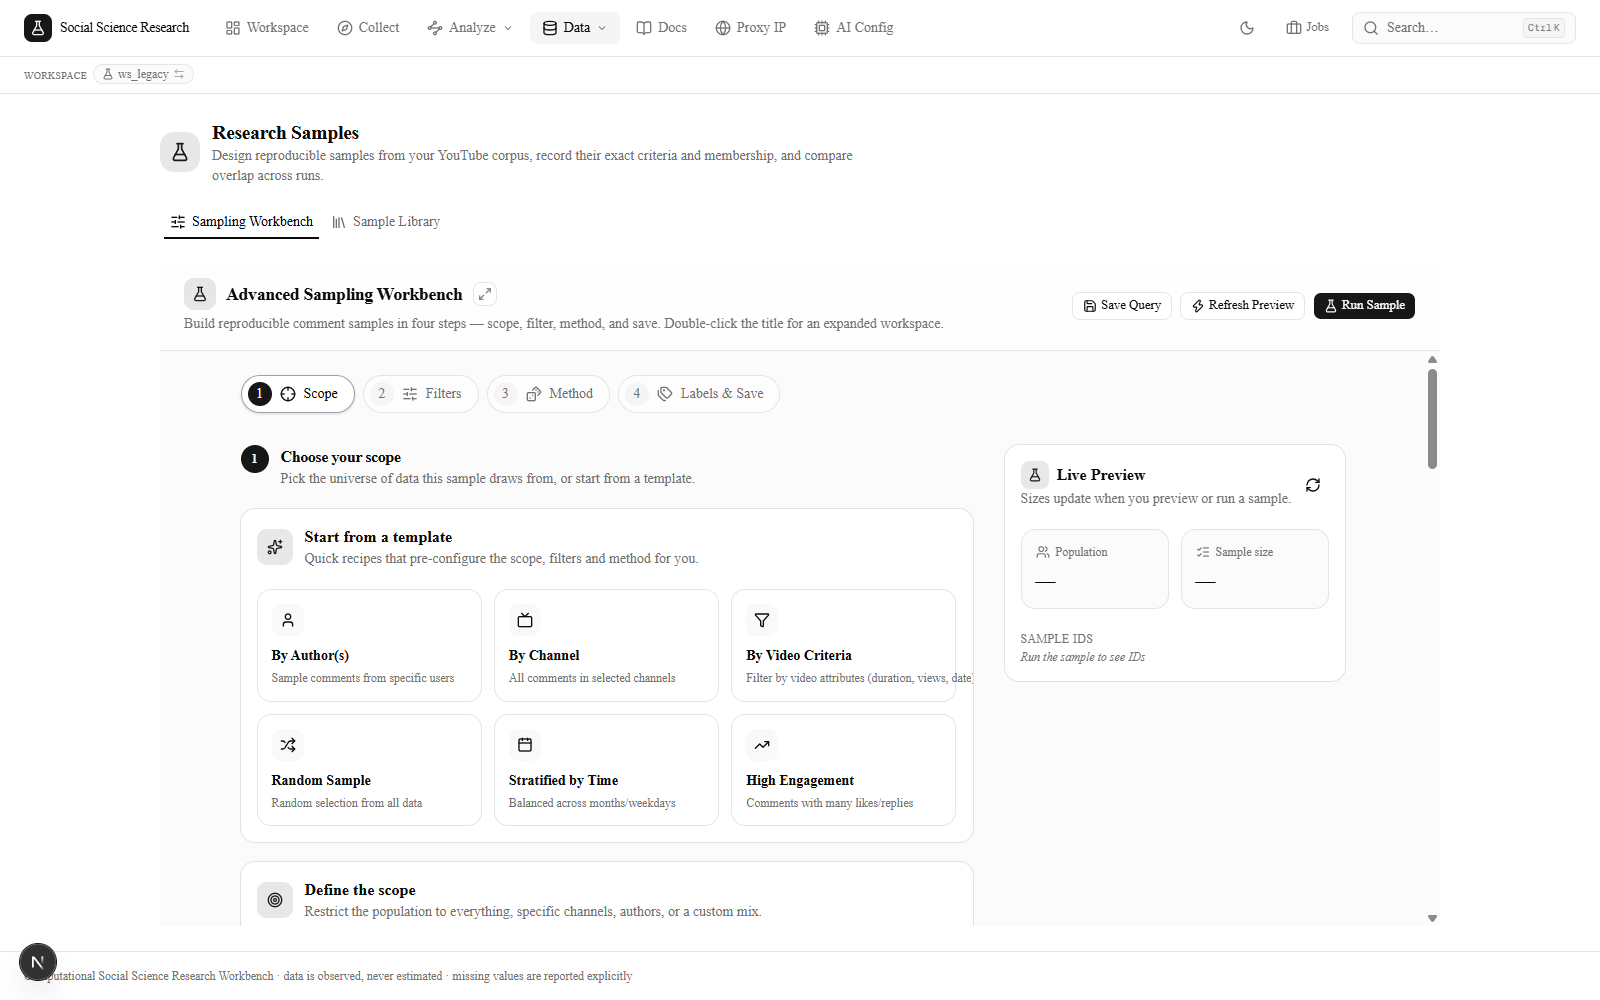 Social Science Research
Workspace
Collect
Analyze
Data
Docs
Proxy IP
AI Config
Jobs
Search...
Ctrl K
WORKSPACE
ws_legacy
Research Samples
Design reproducible samples from your YouTube corpus, record their exact criteria and membership, and compare
overlap across runs.
Sampling Workbench
Sample Library
Advanced Sampling Workbench
Build reproducible comment samples in four steps — scope, filter, method, and save. Double-click the title for an expanded workspace.
Save Query
Refresh Preview
Run Sample
1 Scope
2 Filters
3 Method
4 Labels & Save
1 Choose your scope
Pick the universe of data this sample draws from, or start from a template.
Start from a template
Quick recipes that pre-configure the scope, filters and method for you.
By Author(s)
Sample comments from specific users
By Channel
All comments in selected channels
By Video Criteria
Filter by video attributes (duration, views, date)
Random Sample
Random selection from all data
Stratified by Time
Balanced across months/weekdays
High Engagement
Comments with many likes/replies
Define the scope
Restrict the population to everything, specific channels, authors, or a custom mix.
Live Preview
Sizes update when you preview or run a sample.
Population
—
Sample size
—
SAMPLE IDS
Run the sample to see IDs
N
putational Social Science Research Workbench · data is observed, never estimated · missing values are reported explicitly